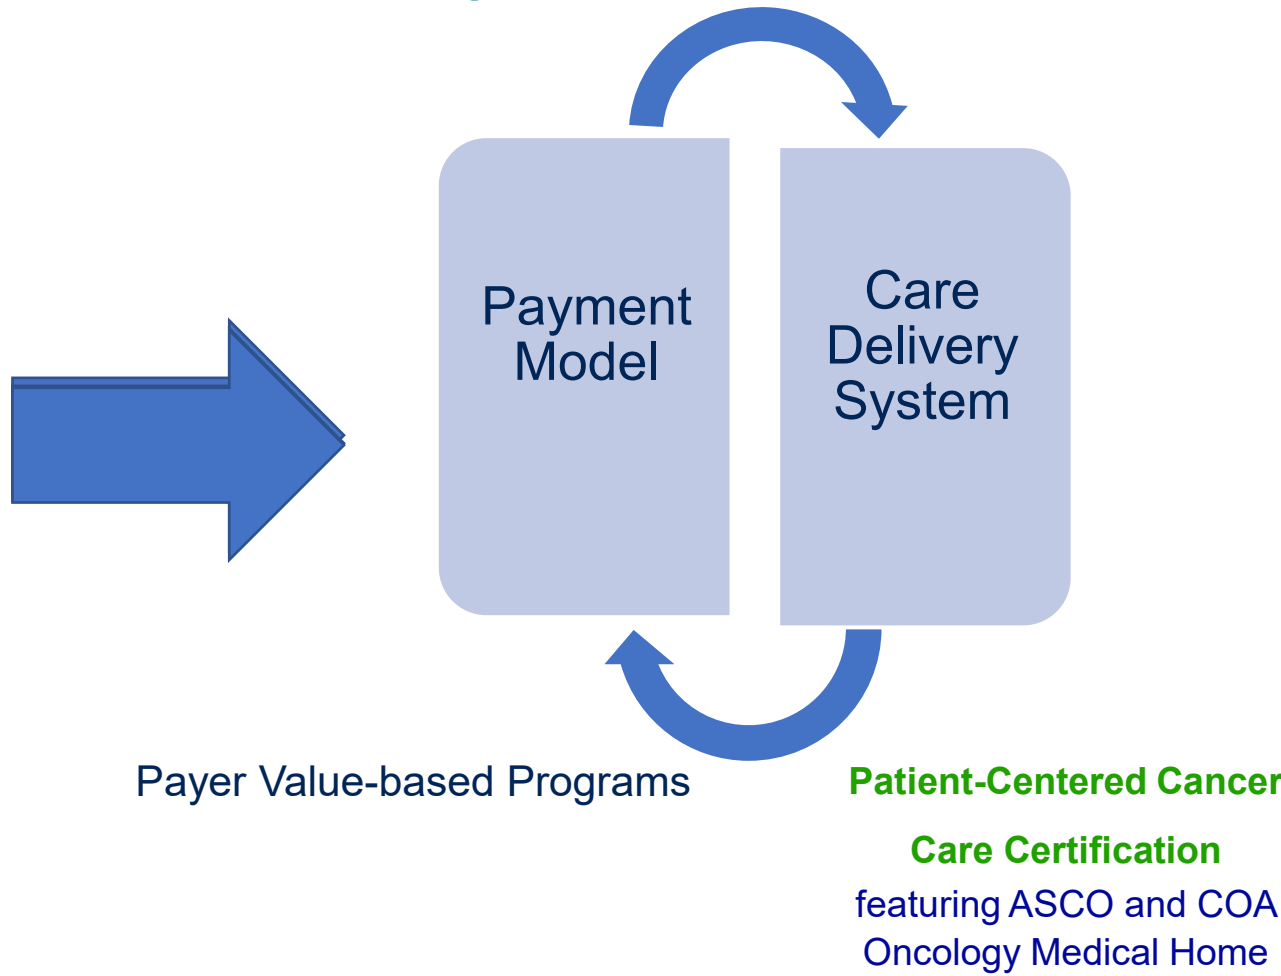 Payment
Model
Care
Delivery
System
Payer Value-based Programs
Patient-Centered Cancer
Care Certification
featuring ASCO and COA
Oncology Medical Home